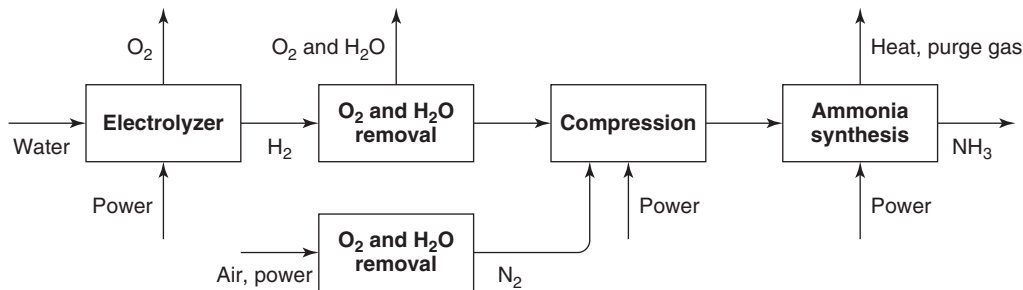 O₂
O₂ and H₂O
Heat, purge gas
Electrolyzer
O₂ and H₂O
removal
Compression
Ammonia
synthesis
Water
H₂
NH₃
Power
Power
Power
O₂ and H₂O
removal
Air, power
N₂